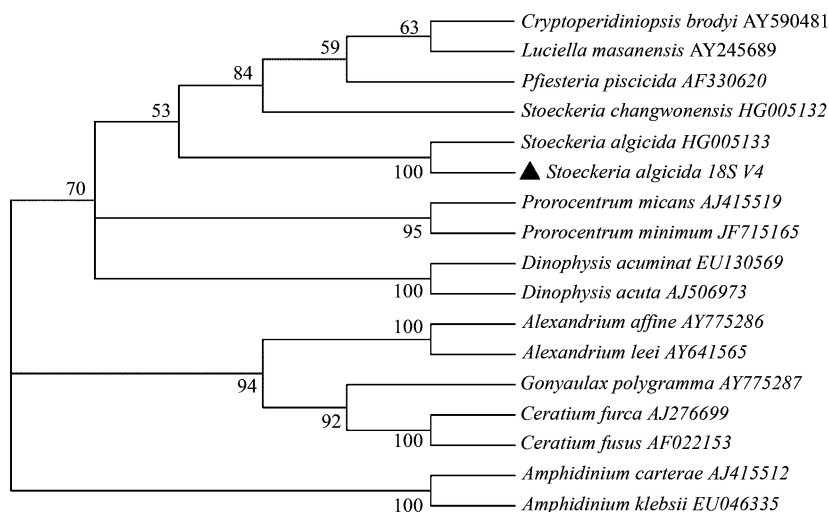 63 Cryptoperidiniopsis brodyi AY590481
59 Luciella masanensis AY245689
84 Pfiesteria piscicida AF330620
53 Stoeckeria changwonensis HG005132
Stoeckeria algicida HG005133
100 ▲ Stoeckeria algicida 18S V4
70
Prorocentrum micans AJ415519
95 Prorocentrum minimum JF715165
Dinophysis acuminat EU130569
100 Dinophysis acuta AJ506973
100 Alexandrium affine AY775286
Alexandrium leei AY641565
94 Gonyaulax polygramma AY775287
92 Ceratium furca AJ276699
100 Ceratium fusus AF022153
Amphidinium carterae AJ415512
100 Amphidinium klebsii EU046335